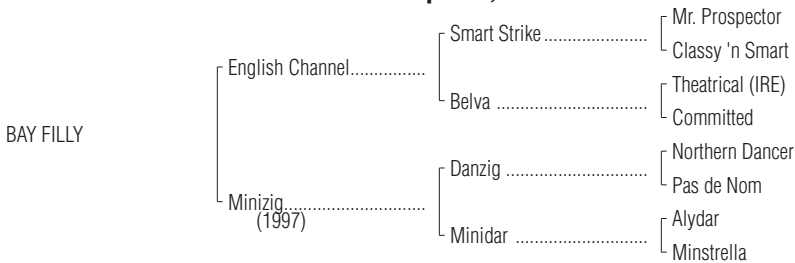 Mr. Prospector
Smart Strike......................
Classy 'n Smart
English Channel................
Theatrical (IRE)
Belva ................................
Committed
BAY FILLY
Northern Dancer
Danzig ..............................
Pas de Nom
Minizig..............................
(1997)
Alydar
Minidar ............................
Minstrella